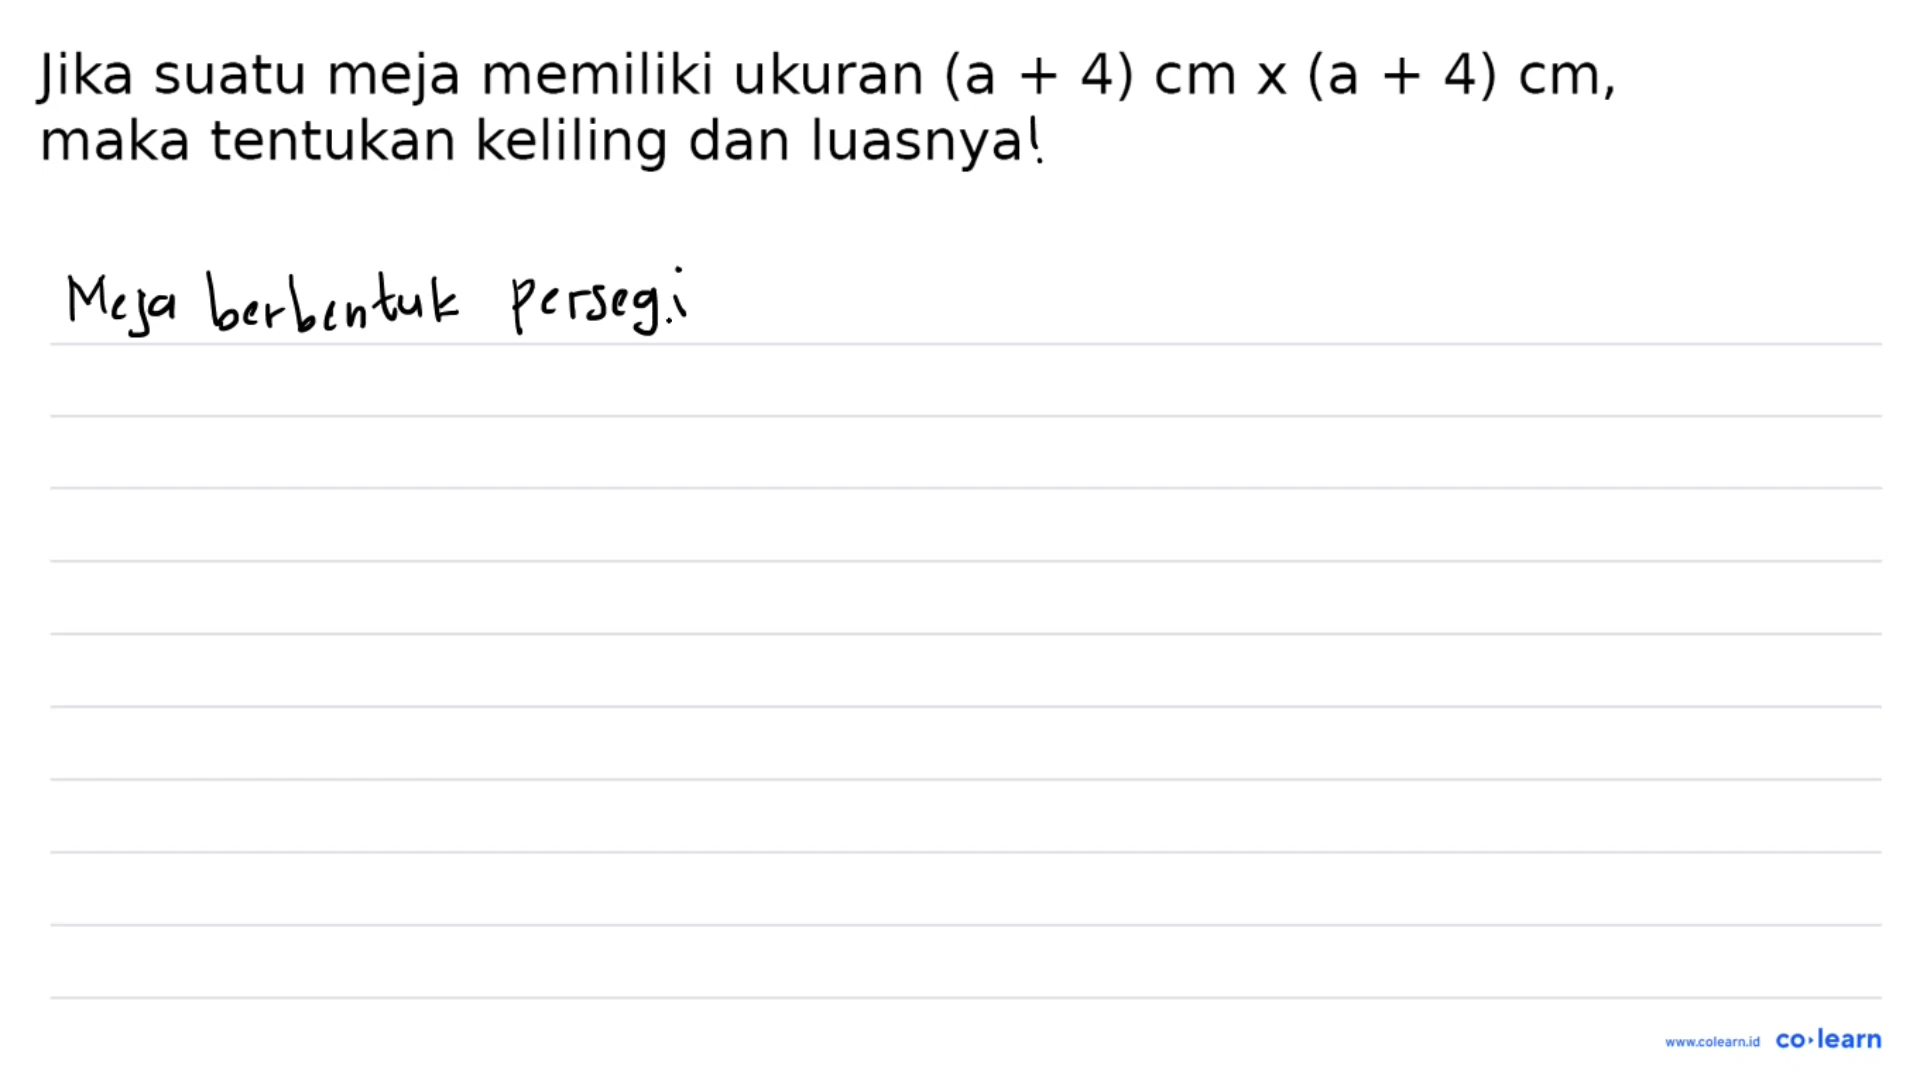 Jika suatu meja memiliki ukuran (a + 4) cm x (a + 4) cm,
maka tentukan keliling dan luasnya!
Meja berbentuk persegi
www.colearn.id co‣learn